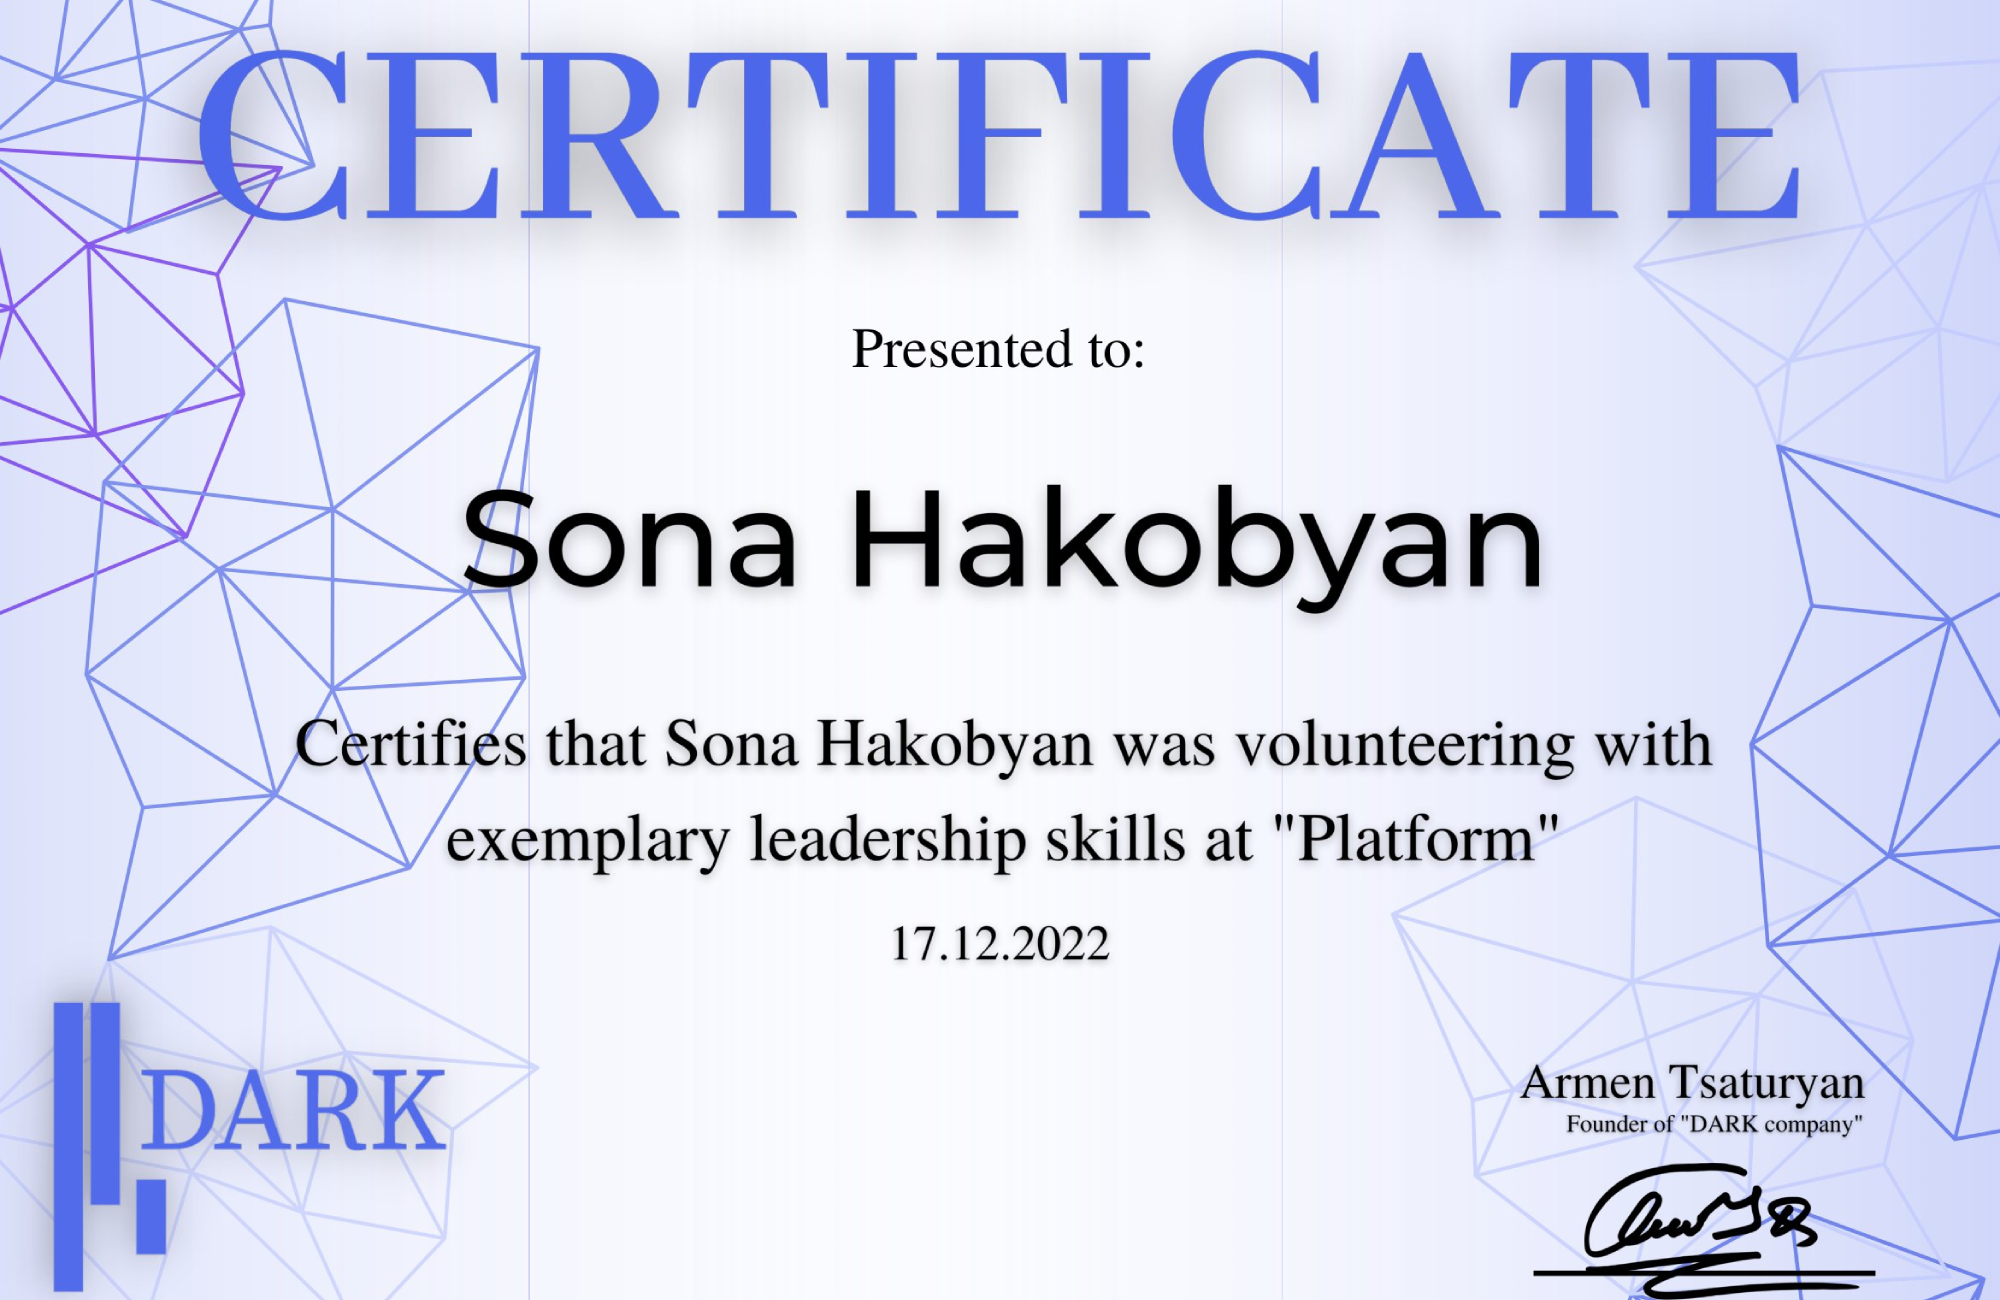 CERTIFICATE
Presented to:
Sona Hakobyan
Certifies that Sona Hakobyan was volunteering with
exemplary leadership skills at "Platform"
17.12.2022
DARK
Armen Tsaturyan
Founder of "DARK company"